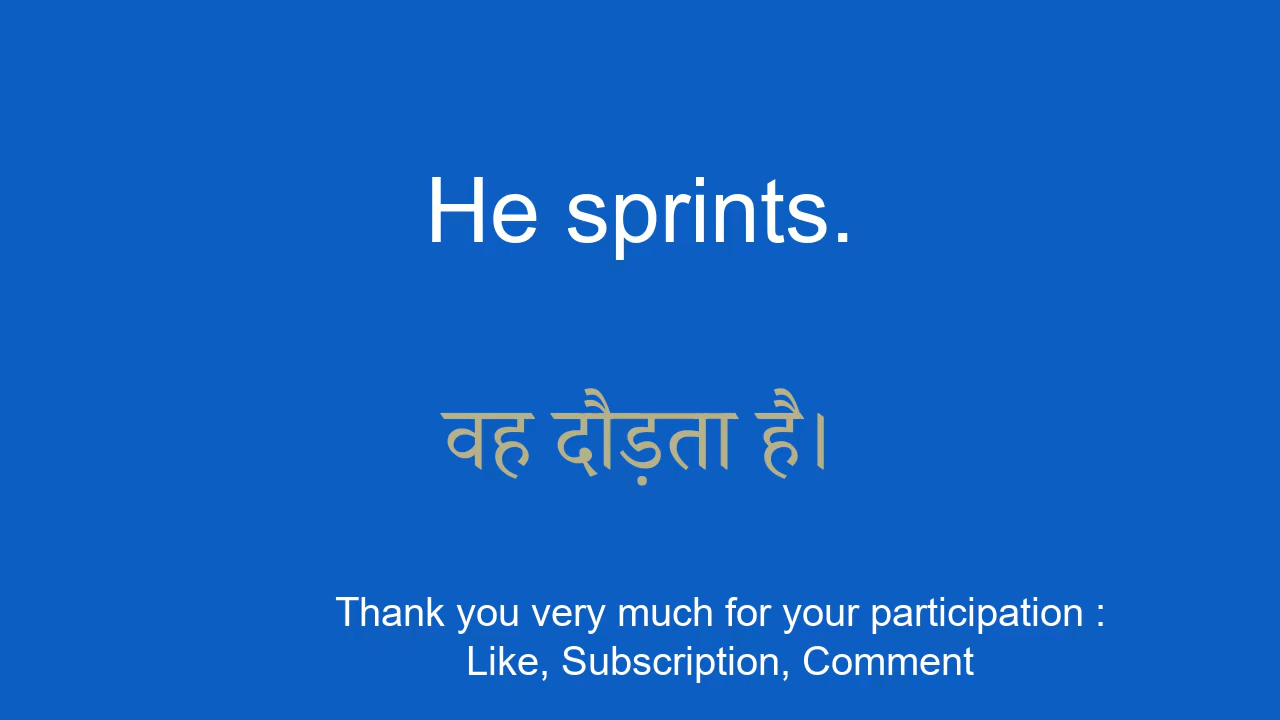 He sprints.
वह दौड़ता है।
Thank you very much for your participation :
Like, Subscription, Comment